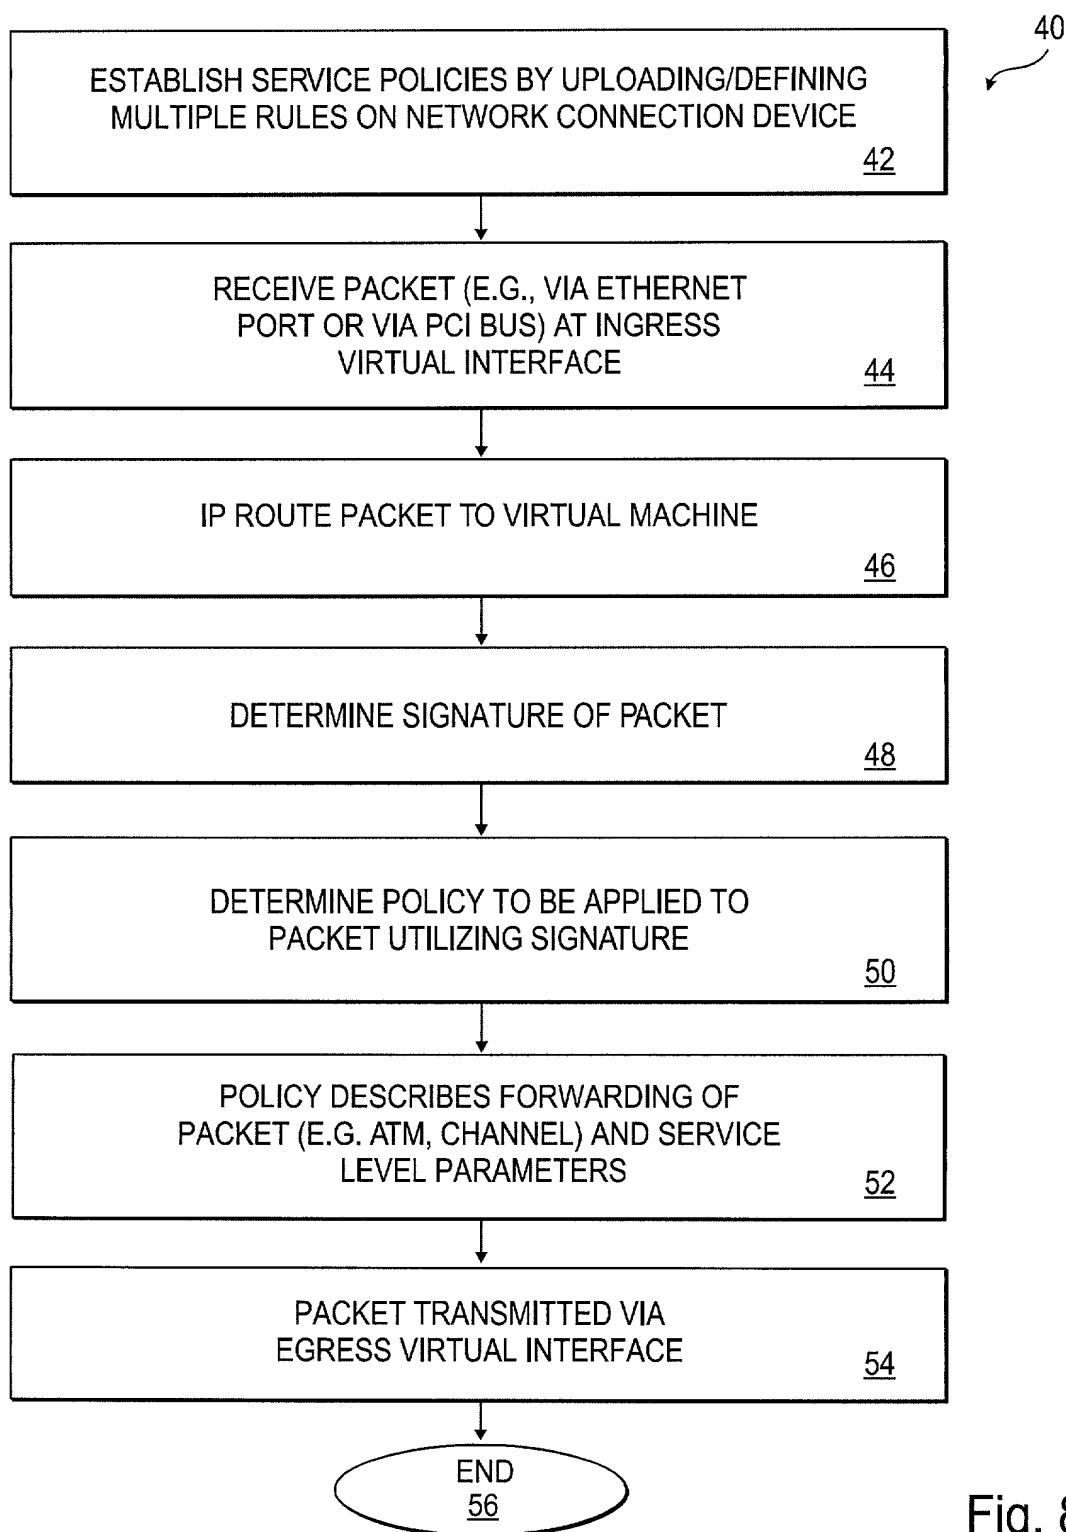 40
ESTABLISH SERVICE POLICIES BY UPLOADING/DEFINING
MULTIPLE RULES ON NETWORK CONNECTION DEVICE
42
RECEIVE PACKET (E.G., VIA ETHERNET
PORT OR VIA PCI BUS) AT INGRESS
VIRTUAL INTERFACE
44
IP ROUTE PACKET TO VIRTUAL MACHINE
46
DETERMINE SIGNATURE OF PACKET
48
DETERMINE POLICY TO BE APPLIED TO
PACKET UTILIZING SIGNATURE
50
POLICY DESCRIBES FORWARDING OF
PACKET (E.G. ATM, CHANNEL) AND SERVICE
LEVEL PARAMETERS
52
PACKET TRANSMITTED VIA
EGRESS VIRTUAL INTERFACE
54
END
56
Fig. 8